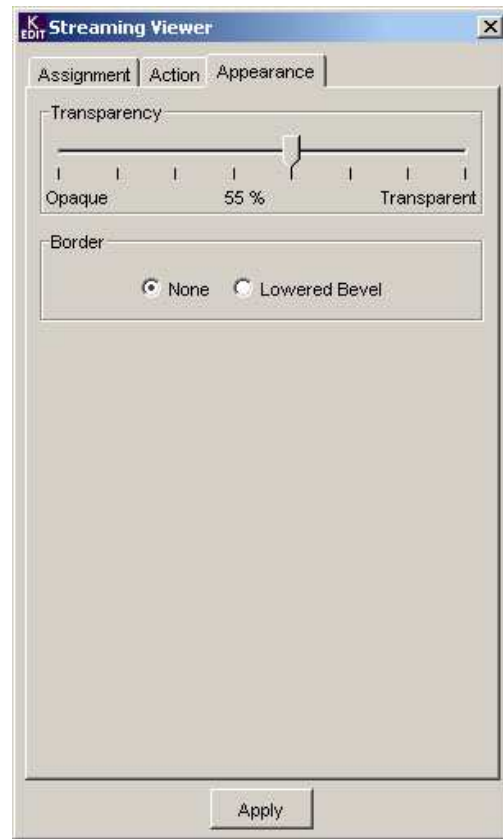 K EDIT Streaming Viewer
Assignment Action Appearance
Transparency
Opaque 55 % Transparent
Border
None Lowered Bevel
Apply